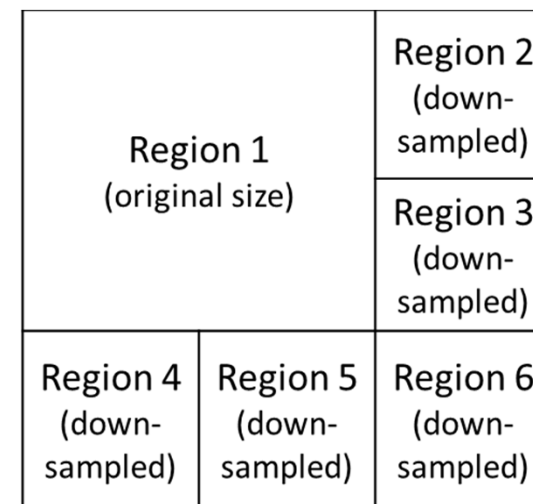 Region 1
(original size)
Region 2
(down-
sampled)
Region 3
(down-
sampled)
Region 4
(down-
sampled)
Region 5
(down-
sampled)
Region 6
(down-
sampled)